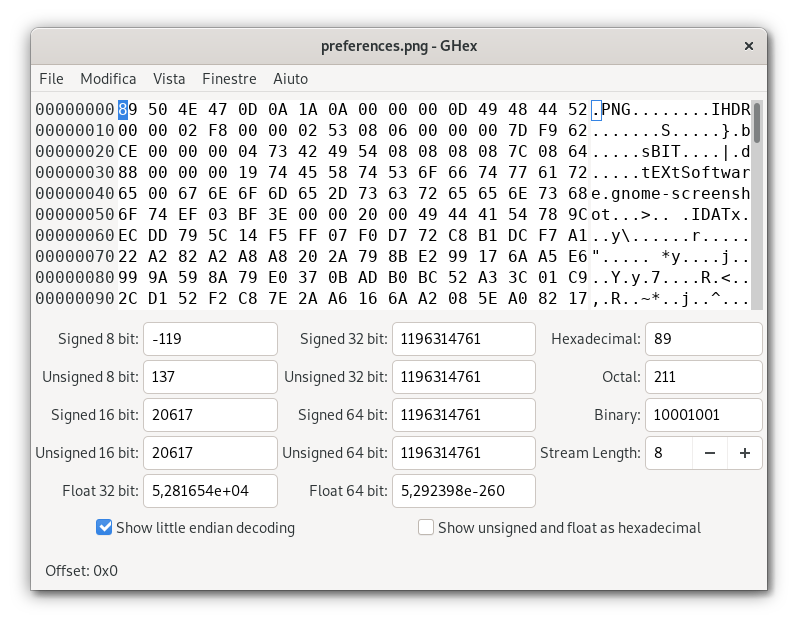 preferences.png - GHex
×
File Modifica Vista Finestre Aiuto
00000000 89 50 4E 47 0D 0A 1A 0A 00 00 00 0D 49 48 44 52 .PNG........IHDR
00000010 00 00 02 F8 00 00 02 53 08 06 00 00 00 7D F9 62 .......S.....}.b
00000020 CE 00 00 00 04 73 42 49 54 08 08 08 08 7C 08 64 .....sBIT....|.d
00000030 88 00 00 00 19 74 45 58 74 53 6F 66 74 77 61 72 .....tEXtSoftwar
00000040 65 00 67 6E 6F 6D 65 2D 73 63 72 65 65 6E 73 68 e.gnome-screensh
00000050 6F 74 EF 03 BF 3E 00 00 20 00 49 44 41 54 78 9C ot...>.. .IDATx.
00000060 EC DD 79 5C 14 F5 FF 07 F0 D7 72 C8 B1 DC F7 A1 ..y\......r.....
00000070 22 A2 82 A2 A8 A8 20 2A 79 8B E2 99 17 6A A5 E6 "..... *y....j..
00000080 99 9A 59 8A 79 E0 37 0B AD B0 BC 52 A3 3C 01 C9 ..Y.y.7....R.<..
00000090 2C D1 52 F2 C8 7E 2A A6 16 6A A2 08 5E A0 82 17 ,.R..~*..j..^...
Signed 8 bit: -119 Signed 32 bit: 1196314761 Hexadecimal: 89
Unsigned 8 bit: 137 Unsigned 32 bit: 1196314761 Octal: 211
Signed 16 bit: 20617 Signed 64 bit: 1196314761 Binary: 10001001
Unsigned 16 bit: 20617 Unsigned 64 bit: 1196314761 Stream Length: 8 − +
Float 32 bit: 5,281654e+04 Float 64 bit: 5,292398e-260
Show little endian decoding Show unsigned and float as hexadecimal
Offset: 0x0